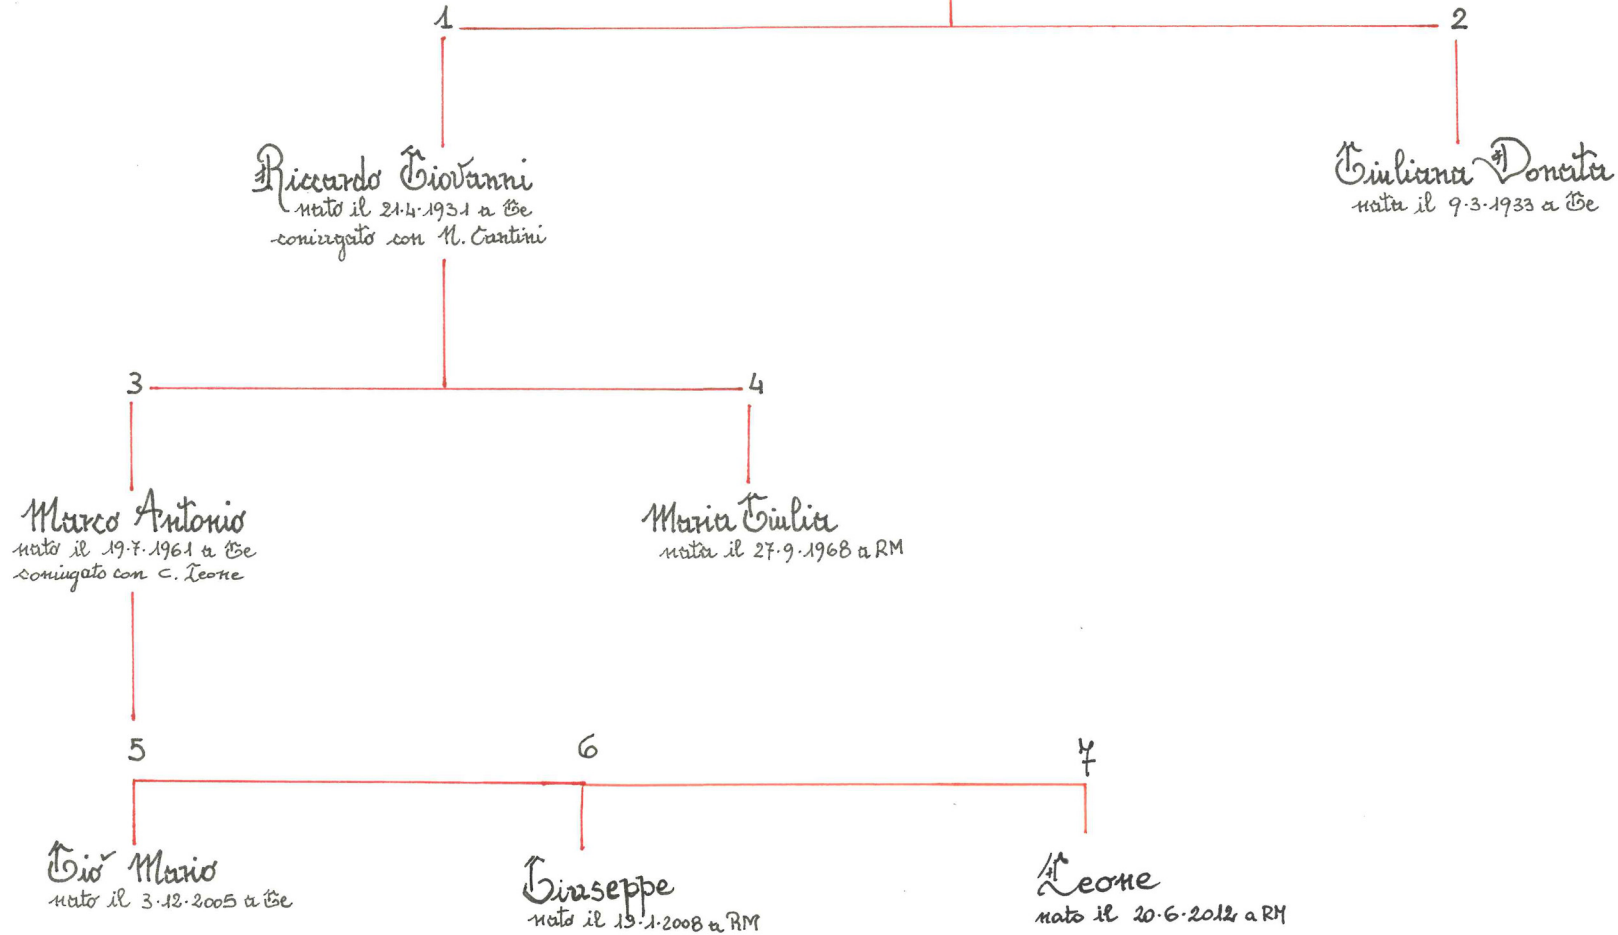 1
2
Riccardo Giovanni
nato il 21·4·1931 a Ge
coniugato con N. Cantini
Giuliana Donata
nata il 9·3·1933 a Ge
3
4
Marco Antonio
nato il 19·7·1961 a Ge
coniugato con C. Leone
Maria Giulia
nata il 27·9·1968 a RM
5
6
7
Giò Mario
nato il 3·12·2005 a Ge
Giuseppe
nato il 19·1·2008 a RM
Leone
nato il 20·6·2012 a RM